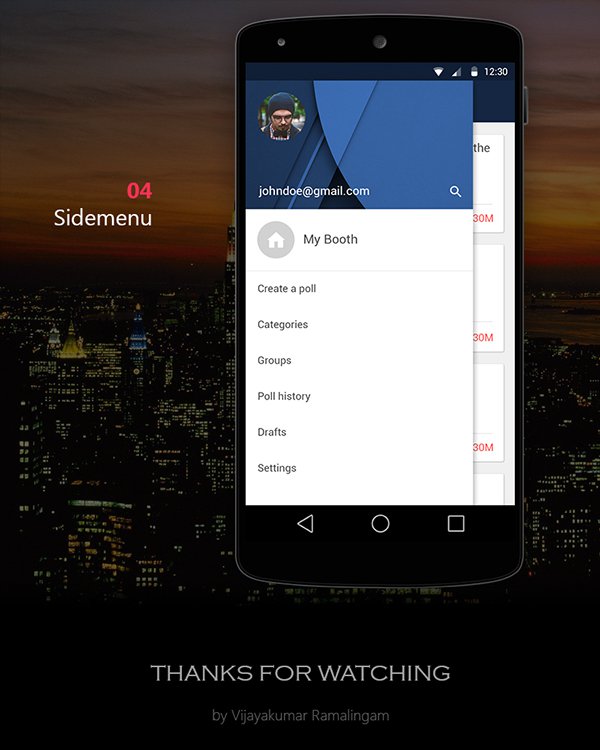 12:30
04
Sidemenu
johndoe@gmail.com
the
30M
My Booth
Create a poll
Categories
30M
Groups
Poll history
Drafts
30M
Settings
THANKS FOR WATCHING
by Vijayakumar Ramalingam